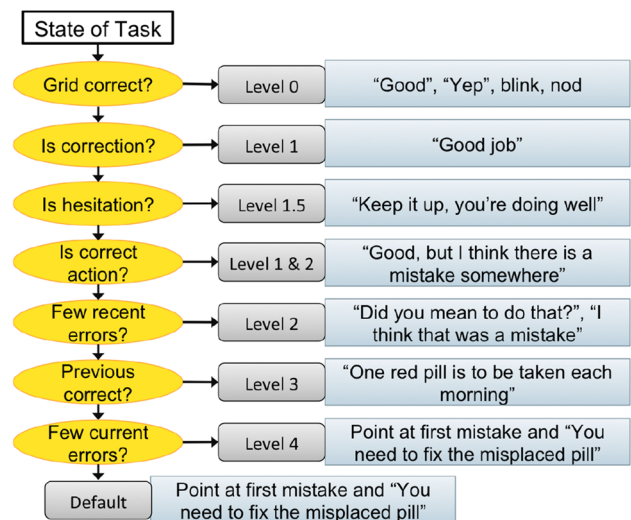 State of Task
Grid correct?
Level 0
“Good”, “Yep”, blink, nod
Is correction?
Level 1
“Good job”
Is hesitation?
Level 1.5
“Keep it up, you’re doing well”
Is correct
action?
Level 1 & 2
“Good, but I think there is a
mistake somewhere”
Few recent
errors?
Level 2
“Did you mean to do that?”, “I
think that was a mistake”
Previous
correct?
Level 3
“One red pill is to be taken each
morning”
Few current
errors?
Level 4
Point at first mistake and “You
need to fix the misplaced pill”
Default
Point at first mistake and “You
need to fix the misplaced pill”